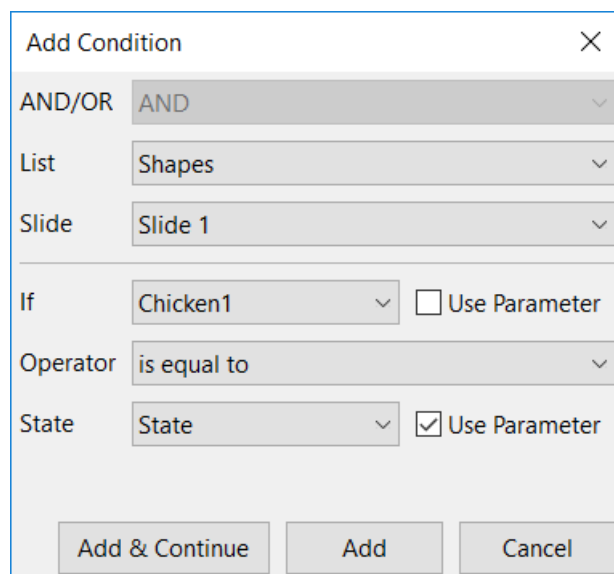 Add Condition
AND/OR AND
List Shapes
Slide Slide 1
If Chicken1 Use Parameter
Operator is equal to
State State Use Parameter
Add & Continue Add Cancel